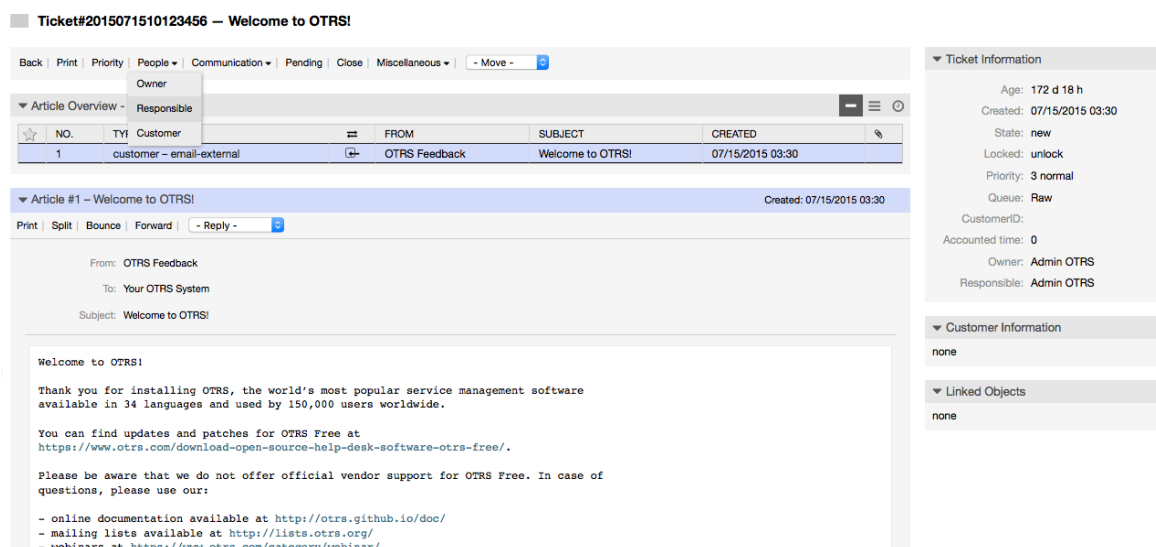 Ticket#2015071510123456 — Welcome to OTRS!
Back Print Priority People Communication Pending Close Miscellaneous - Move -
Owner
Responsible
Customer
Article Overview -
NO. FROM SUBJECT CREATED
1 customer – email-external OTRS Feedback Welcome to OTRS! 07/15/2015 03:30
Article #1 – Welcome to OTRS! Created: 07/15/2015 03:30
Print Split Bounce Forward - Reply -
From: OTRS Feedback
To: Your OTRS System
Subject: Welcome to OTRS!
Welcome to OTRS!
Thank you for installing OTRS, the world's most popular service management software
available in 34 languages and used by 150,000 users worldwide.
You can find updates and patches for OTRS Free at
https://www.otrs.com/download-open-source-help-desk-software-otrs-free/.
Please be aware that we do not offer official vendor support for OTRS Free. In case of
questions, please use our:
- online documentation available at http://otrs.github.io/doc/
- mailing lists available at http://lists.otrs.org/
- webinars at https://www.otrs.com/category/webinar/
Ticket Information
Age: 172 d 18 h
Created: 07/15/2015 03:30
State: new
Locked: unlock
Priority: 3 normal
Queue: Raw
CustomerID:
Accounted time: 0
Owner: Admin OTRS
Responsible: Admin OTRS
Customer Information
none
Linked Objects
none